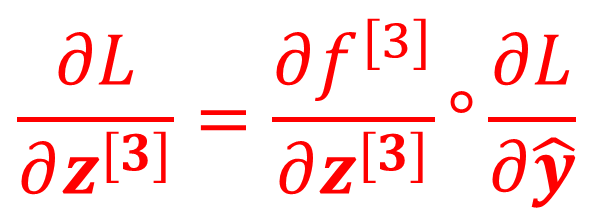 ∂L/∂𝒛^[𝟑] = ∂f^[3]/∂𝒛^[𝟑] ∘ ∂L/∂𝒚̂